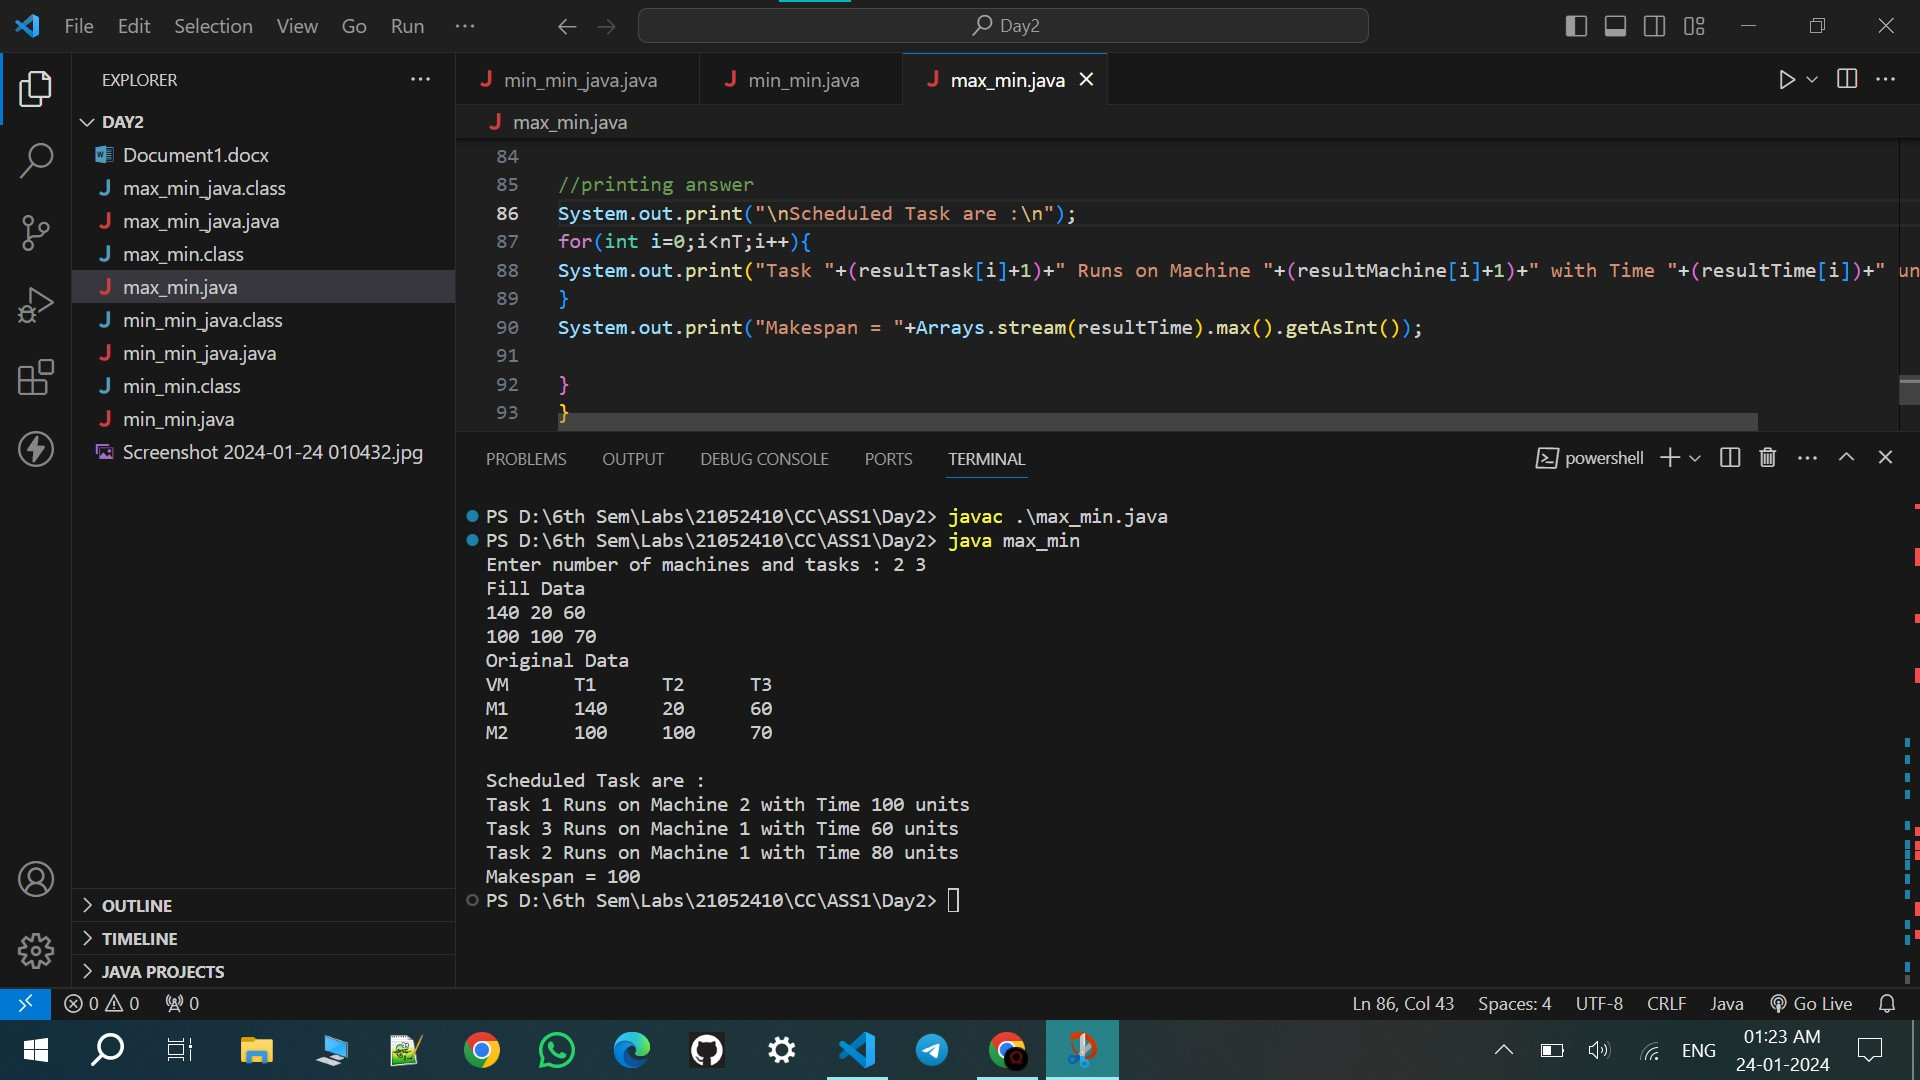 File Edit Selection View Go Run ···
Day2
EXPLORER ···
DAY2
Document1.docx
max_min_java.class
max_min_java.java
max_min.class
max_min.java
min_min_java.class
min_min_java.java
min_min.class
min_min.java
Screenshot 2024-01-24 010432.jpg
OUTLINE
TIMELINE
JAVA PROJECTS
min_min_java.java min_min.java max_min.java
max_min.java
84
85 //printing answer
86 System.out.print("\nScheduled Task are :\n");
87 for(int i=0;i<nT;i++){
88 System.out.print("Task "+(resultTask[i]+1)+" Runs on Machine "+(resultMachine[i]+1)+" with Time "+(resultTime[i])+" un
89 }
90 System.out.print("Makespan = "+Arrays.stream(resultTime).max().getAsInt());
91
92 }
93 }
PROBLEMS OUTPUT DEBUG CONSOLE PORTS TERMINAL powershell
PS D:\6th Sem\Labs\21052410\CC\ASS1\Day2> javac .\max_min.java
PS D:\6th Sem\Labs\21052410\CC\ASS1\Day2> java max_min
Enter number of machines and tasks : 2 3
Fill Data
140 20 60
100 100 70
Original Data
VM T1 T2 T3
M1 140 20 60
M2 100 100 70
Scheduled Task are :
Task 1 Runs on Machine 2 with Time 100 units
Task 3 Runs on Machine 1 with Time 60 units
Task 2 Runs on Machine 1 with Time 80 units
Makespan = 100
PS D:\6th Sem\Labs\21052410\CC\ASS1\Day2>
0 0 0 Ln 86, Col 43 Spaces: 4 UTF-8 CRLF Java Go Live
ENG 01:23 AM
24-01-2024